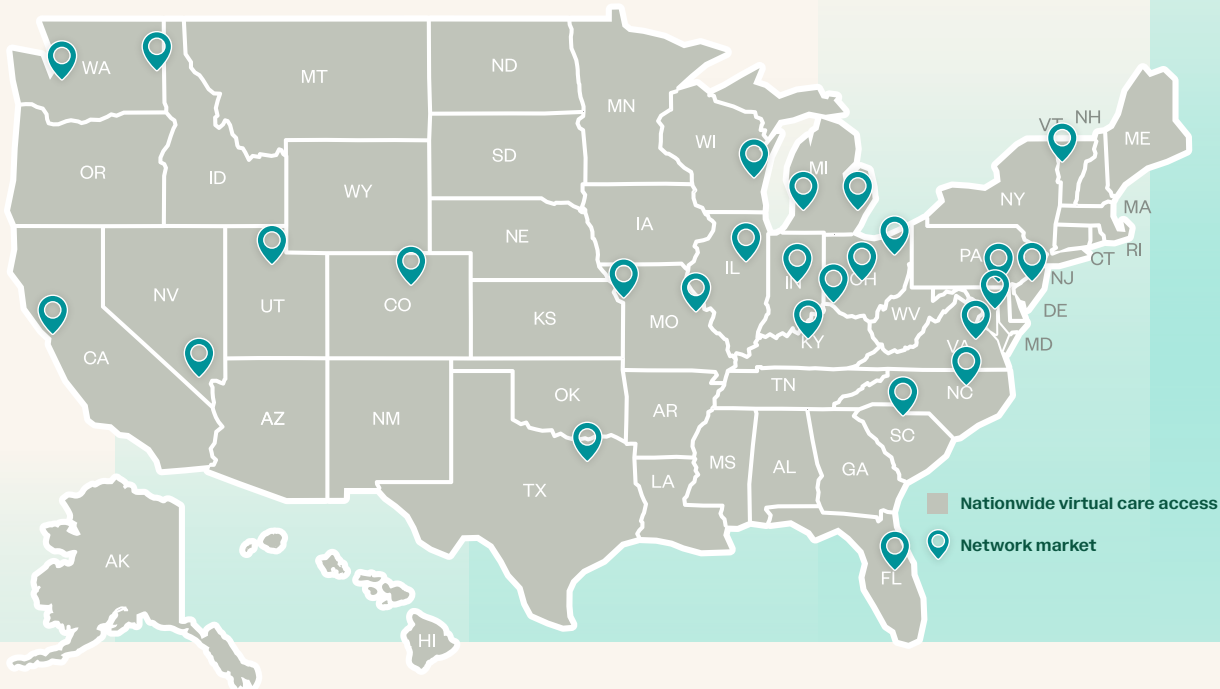 WA
MT
ND
MN
VT
NH
ME
OR
ID
WY
SD
WI
MI
NY
MA
RI
CT
NV
UT
CO
NE
IA
IL
IN
OH
PA
NJ
DE
MD
CA
KS
MO
KY
WV
VA
AZ
NM
OK
AR
TN
NC
SC
TX
LA
MS
AL
GA
FL
AK
HI
Nationwide virtual care access
Network market